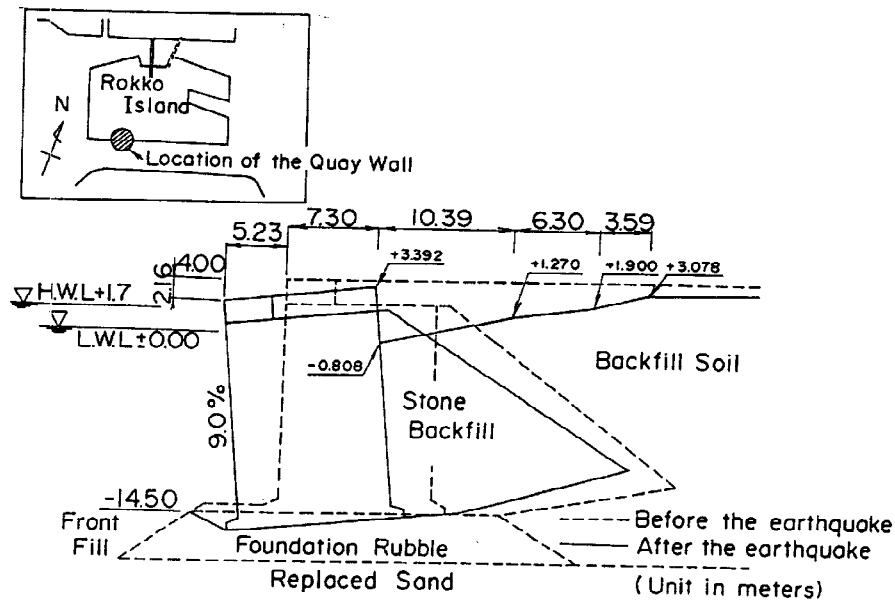 Rokko
Island
N
Location of the Quay Wall
5.23
7.30
10.39
6.30
3.59
4.00
2.16
+3.392
+1.270
+1.900
+3.078
H.W.L+1.7
L.W.L±0.00
-0.808
9.0%
Stone
Backfill
Backfill Soil
-14.50
Front
Fill
Foundation Rubble
Replaced Sand
Before the earthquake
After the earthquake
(Unit in meters)